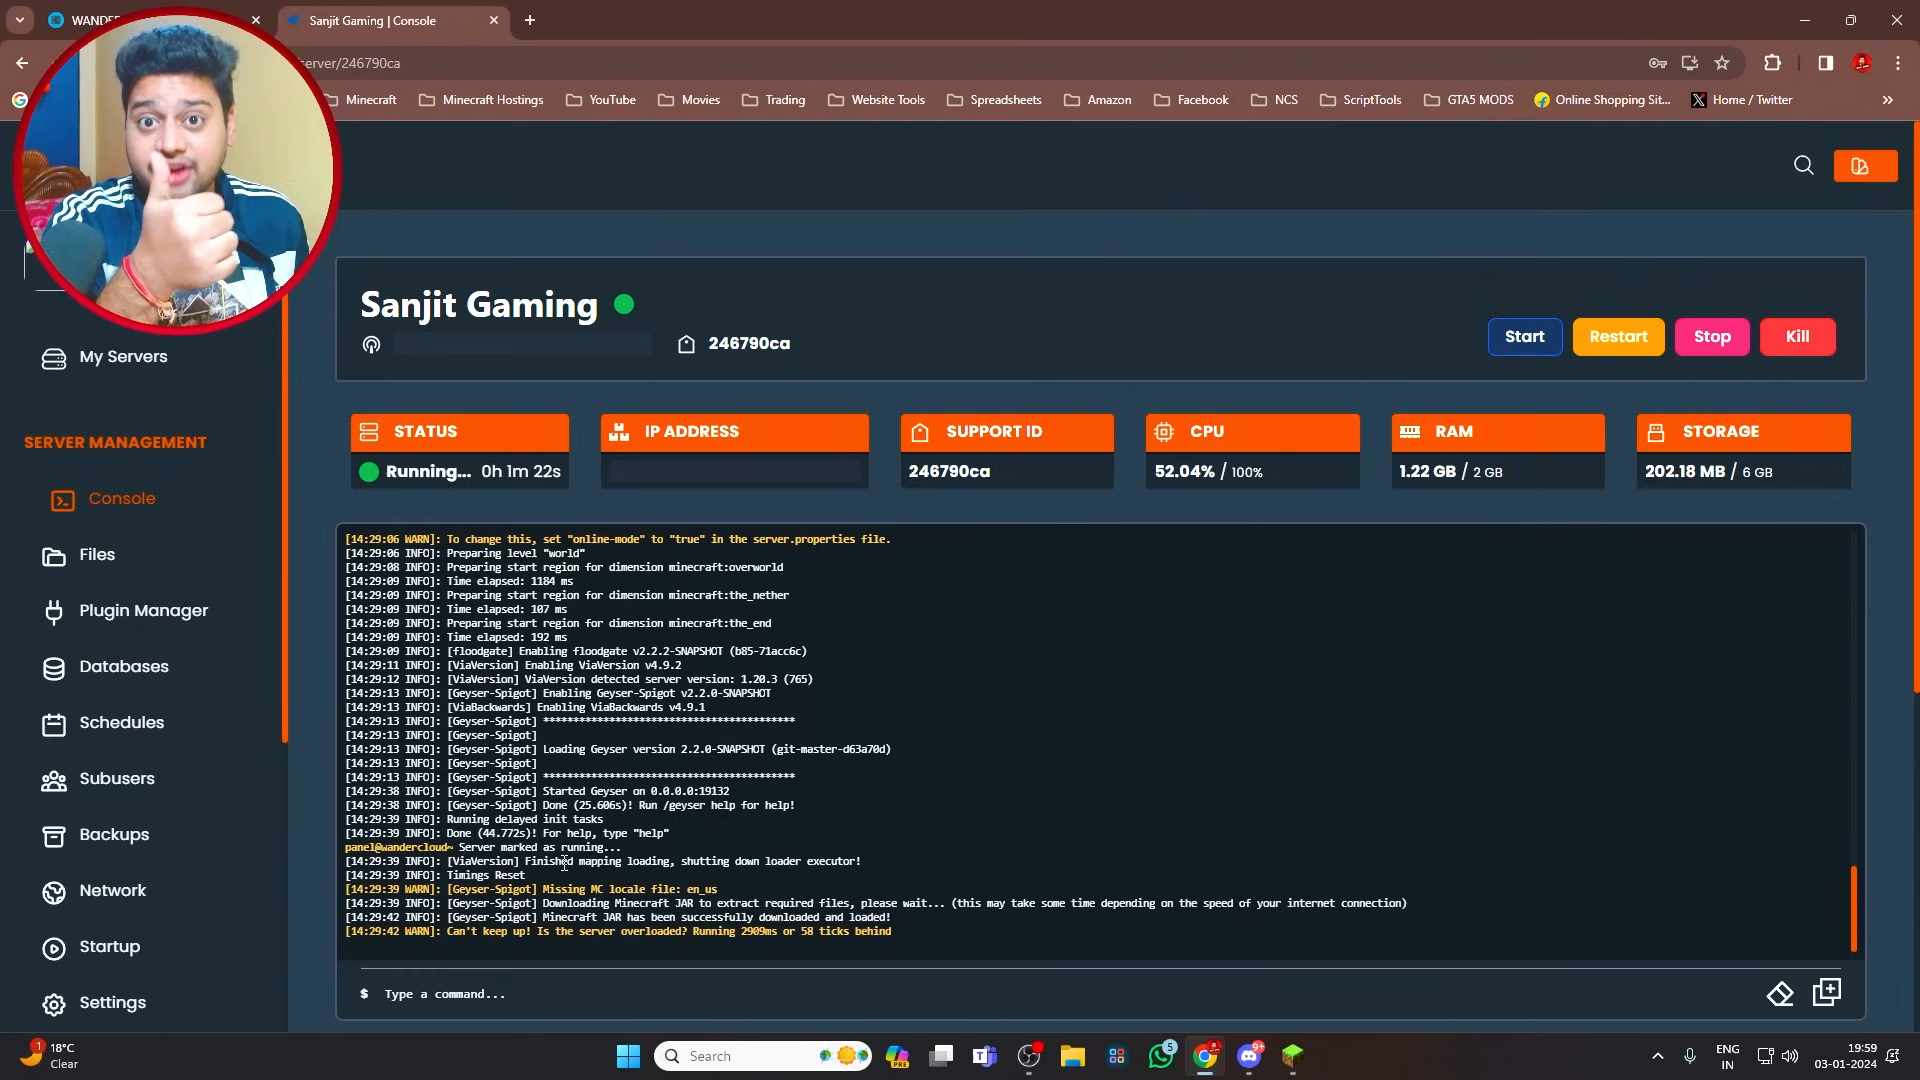 WANDE
Sanjit Gaming | Console
server/246790ca
Minecraft
Minecraft Hostings
YouTube
Movies
Trading
Website Tools
Spreadsheets
Amazon
Facebook
NCS
ScriptTools
GTA5 MODS
Online Shopping Sit...
Home / Twitter
Sanjit Gaming
246790ca
Start
Restart
Stop
Kill
My Servers
SERVER MANAGEMENT
Console
Files
Plugin Manager
Databases
Schedules
Subusers
Backups
Network
Startup
Settings
STATUS
Running... 0h 1m 22s
IP ADDRESS
SUPPORT ID
246790ca
CPU
52.04% / 100%
RAM
1.22 GB / 2 GB
STORAGE
202.18 MB / 6 GB
[14:29:06 WARN]: To change this, set "online-mode" to "true" in the server.properties file.
[14:29:06 INFO]: Preparing level "world"
[14:29:08 INFO]: Preparing start region for dimension minecraft:overworld
[14:29:09 INFO]: Time elapsed: 1184 ms
[14:29:09 INFO]: Preparing start region for dimension minecraft:the_nether
[14:29:09 INFO]: Time elapsed: 107 ms
[14:29:09 INFO]: Preparing start region for dimension minecraft:the_end
[14:29:09 INFO]: Time elapsed: 192 ms
[14:29:09 INFO]: [floodgate] Enabling floodgate v2.2.2-SNAPSHOT (b85-71acc6c)
[14:29:11 INFO]: [ViaVersion] Enabling ViaVersion v4.9.2
[14:29:12 INFO]: [ViaVersion] ViaVersion detected server version: 1.20.3 (765)
[14:29:13 INFO]: [Geyser-Spigot] Enabling Geyser-Spigot v2.2.0-SNAPSHOT
[14:29:13 INFO]: [ViaBackwards] Enabling ViaBackwards v4.9.1
[14:29:13 INFO]: [Geyser-Spigot] ******************************************
[14:29:13 INFO]: [Geyser-Spigot]
[14:29:13 INFO]: [Geyser-Spigot] Loading Geyser version 2.2.0-SNAPSHOT (git-master-d63a70d)
[14:29:13 INFO]: [Geyser-Spigot]
[14:29:13 INFO]: [Geyser-Spigot] ******************************************
[14:29:38 INFO]: [Geyser-Spigot] Started Geyser on 0.0.0.0:19132
[14:29:38 INFO]: [Geyser-Spigot] Done (25.606s)! Run /geyser help for help!
[14:29:39 INFO]: Running delayed init tasks
[14:29:39 INFO]: Done (44.772s)! For help, type "help"
panel@wandercloud~ Server marked as running...
[14:29:39 INFO]: [ViaVersion] Finished mapping loading, shutting down loader executor!
[14:29:39 INFO]: Timings Reset
[14:29:39 WARN]: [Geyser-Spigot] Missing MC locale file: en_us
[14:29:39 INFO]: [Geyser-Spigot] Downloading Minecraft JAR to extract required files, please wait... (this may take some time depending on the speed of your internet connection)
[14:29:42 INFO]: [Geyser-Spigot] Minecraft JAR has been successfully downloaded and loaded!
[14:29:42 WARN]: Can't keep up! Is the server overloaded? Running 2909ms or 58 ticks behind
$ Type a command...
1
18°C
Clear
Search
PRE
5
9+
ENG
IN
19:59
03-01-2024